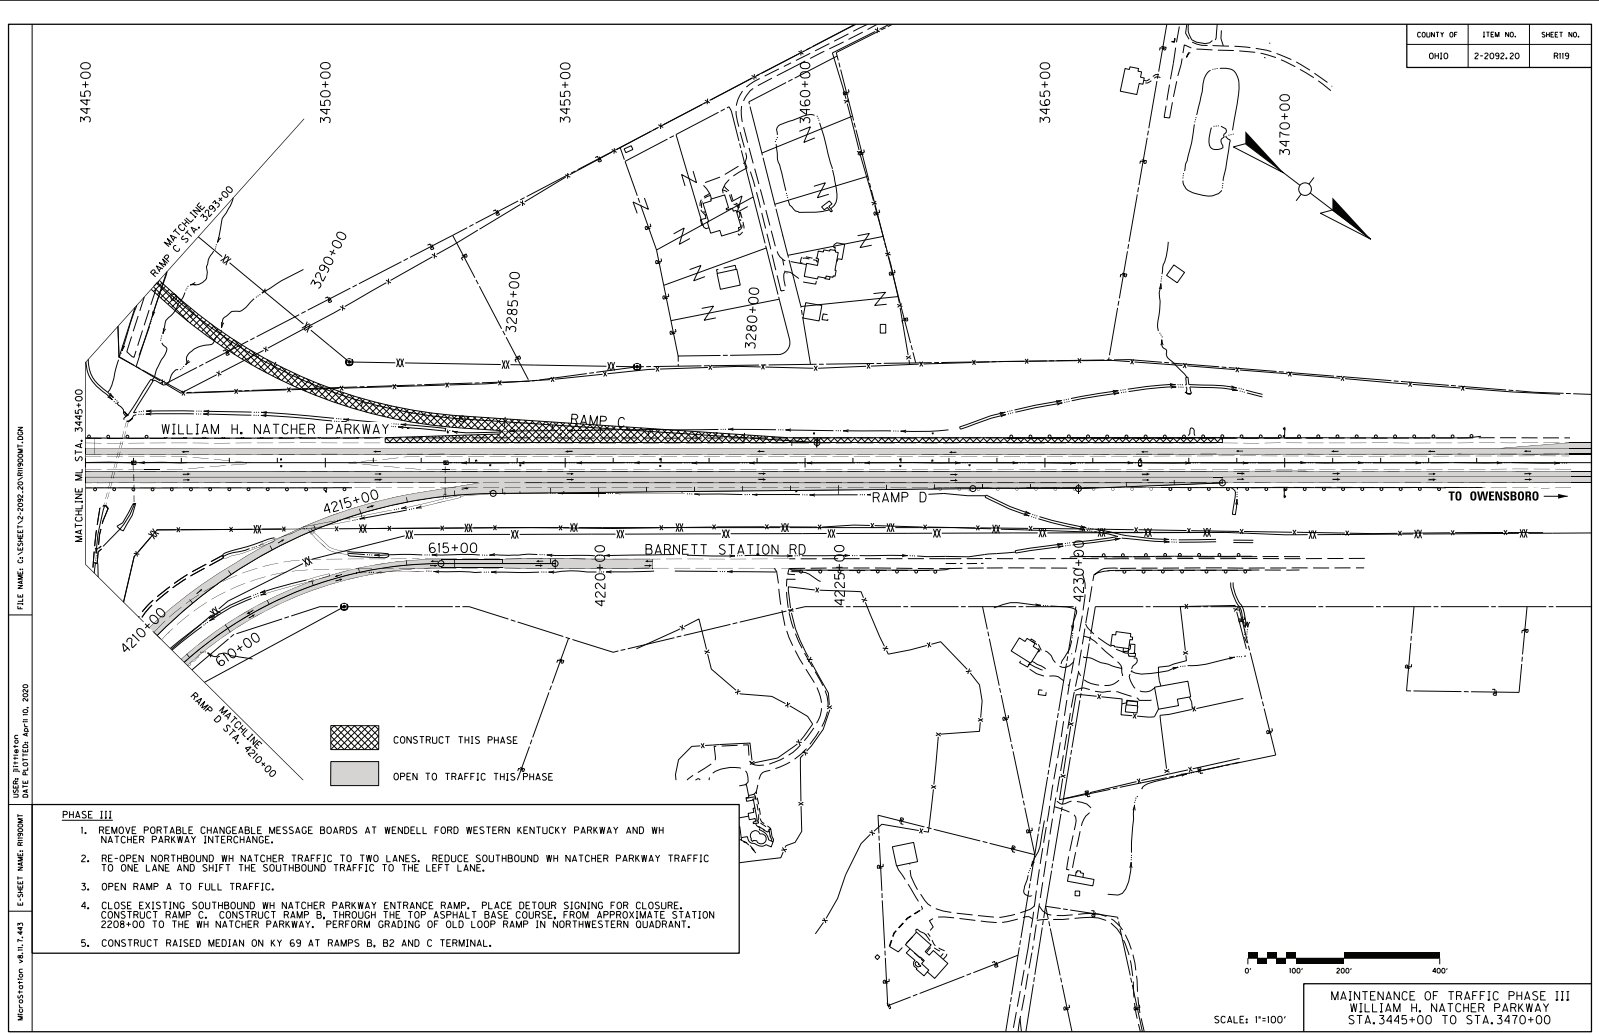 COUNTY OF ITEM NO. SHEET NO.
OHIO 2-2092.20 R119
3445+00
3450+00
3455+00
3460+00
3465+00
3470+00
MATCHLINE
RAMP C STA. 3293+00
3290+00
3285+00
3280+00
MATCHLINE ML STA. 3445+00
RAMP C
WILLIAM H. NATCHER PARKWAY
4215+00
RAMP D
TO OWENSBORO
615+00
BARNETT STATION RD
4220+00
4225+00
4230+00
4210+00
610+00
MATCHLINE
RAMP D STA. 4210+00
CONSTRUCT THIS PHASE
OPEN TO TRAFFIC THIS PHASE
PHASE III
1. REMOVE PORTABLE CHANGEABLE MESSAGE BOARDS AT WENDELL FORD WESTERN KENTUCKY PARKWAY AND WH
NATCHER PARKWAY INTERCHANGE.
2. RE-OPEN NORTHBOUND WH NATCHER TRAFFIC TO TWO LANES. REDUCE SOUTHBOUND WH NATCHER PARKWAY TRAFFIC
TO ONE LANE AND SHIFT THE SOUTHBOUND TRAFFIC TO THE LEFT LANE.
3. OPEN RAMP A TO FULL TRAFFIC.
4. CLOSE EXISTING SOUTHBOUND WH NATCHER PARKWAY ENTRANCE RAMP. PLACE DETOUR SIGNING FOR CLOSURE.
CONSTRUCT RAMP C. CONSTRUCT RAMP B, THROUGH THE TOP ASPHALT BASE COURSE, FROM APPROXIMATE STATION
2208+00 TO THE WH NATCHER PARKWAY. PERFORM GRADING OF OLD LOOP RAMP IN NORTHWESTERN QUADRANT.
5. CONSTRUCT RAISED MEDIAN ON KY 69 AT RAMPS B, B2 AND C TERMINAL.
0' 100' 200' 400'
SCALE: 1"=100'
MAINTENANCE OF TRAFFIC PHASE III
WILLIAM H. NATCHER PARKWAY
STA.3445+00 TO STA.3470+00
FILE NAME: C:\ESHEET\2-2092.20\R11900MT.DGN
USER: jlittleton
DATE PLOTTED: April 10, 2020
E-SHEET NAME: R11900MT
MicroStation v8.11.7.443